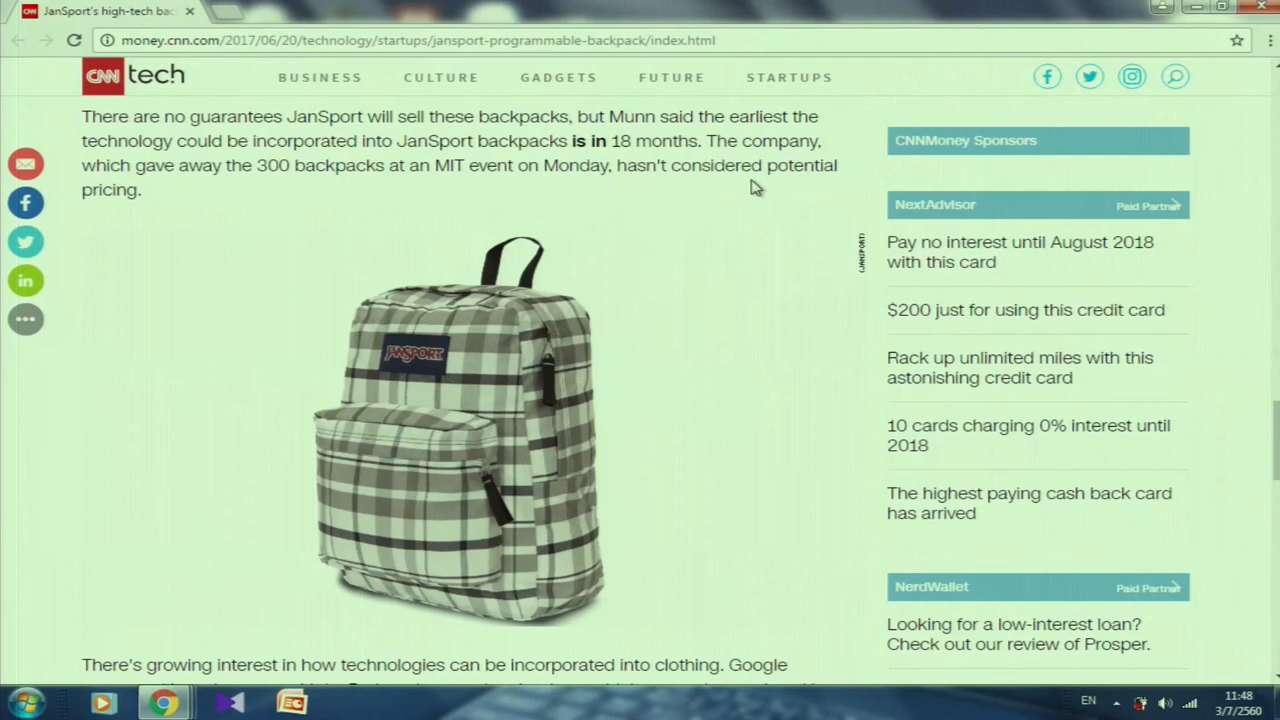 JanSport's high-tech bac
money.cnn.com/2017/06/20/technology/startups/jansport-programmable-backpack/index.html
CNN tech
BUSINESS CULTURE GADGETS FUTURE STARTUPS
There are no guarantees JanSport will sell these backpacks, but Munn said the earliest the
technology could be incorporated into JanSport backpacks is in 18 months. The company,
which gave away the 300 backpacks at an MIT event on Monday, hasn't considered potential
pricing.
JANSPORT
(JANSPORT)
There's growing interest in how technologies can be incorporated into clothing. Google
CNNMoney Sponsors
NextAdvisor Paid Partner
Pay no interest until August 2018
with this card
$200 just for using this credit card
Rack up unlimited miles with this
astonishing credit card
10 cards charging 0% interest until
2018
The highest paying cash back card
has arrived
NerdWallet Paid Partner
Looking for a low-interest loan?
Check out our review of Prosper.
EN
11:48
3/7/2560